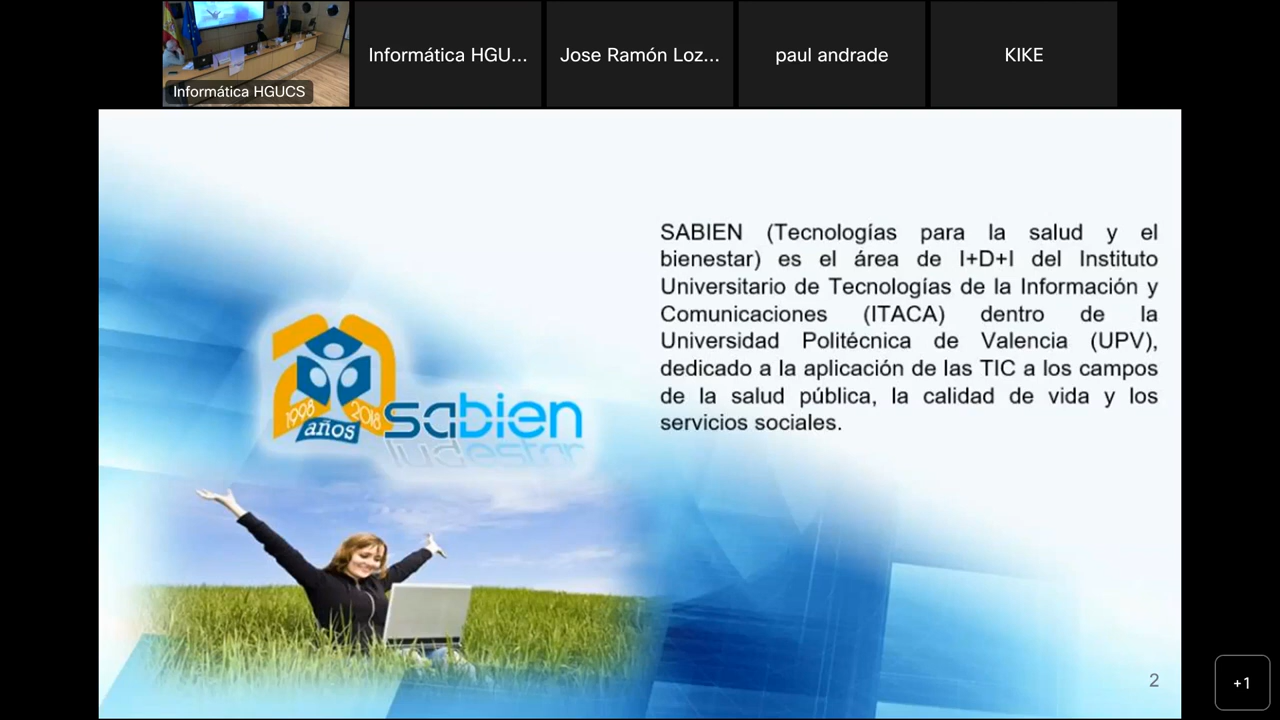 Informática HGUCS
Informática HGU...
Jose Ramón Loz...
paul andrade
KIKE
SABIEN (Tecnologías para la salud y el
bienestar) es el área de I+D+I del Instituto
Universitario de Tecnologías de la Información y
Comunicaciones (ITACA) dentro de la
Universidad Politécnica de Valencia (UPV),
dedicado a la aplicación de las TIC a los campos
de la salud pública, la calidad de vida y los
servicios sociales.
1998 2018
años
sabien
2
+1